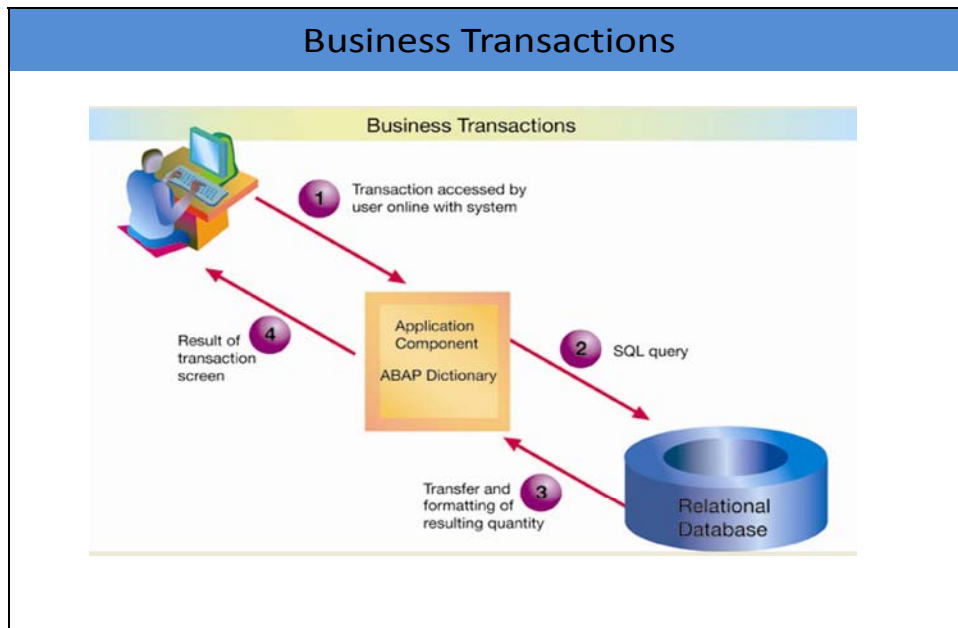 Business Transactions
Business Transactions
1
Transaction accessed by
user online with system
Application
Component
ABAP Dictionary
2
SQL query
Result of
transaction
screen
4
Transfer and
formatting of
resulting quantity
3
Relational
Database